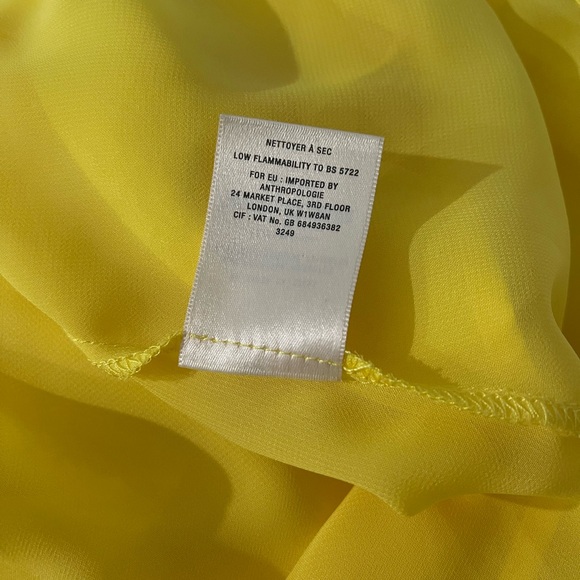 NETTOYER À SEC
LOW FLAMMABILITY TO BS 5722
FOR EU : IMPORTED BY
ANTHROPOLOGIE
24 MARKET PLACE, 3RD FLOOR
LONDON, UK W1W8AN
CIF : VAT No. GB 684936382
3249